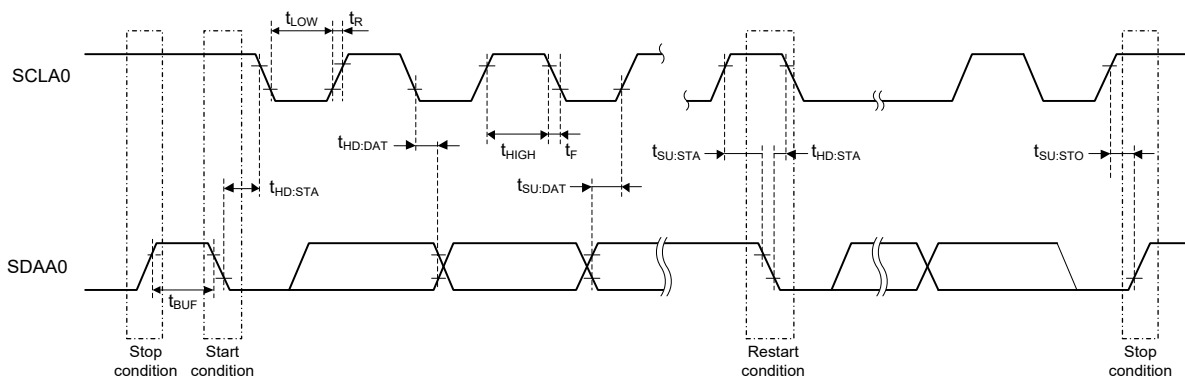 tLOW
tR
SCLA0
tHD:DAT
tHIGH
tF
tSU:STA
tHD:STA
tSU:STO
tHD:STA
tSU:DAT
SDAA0
tBUF
Stop
condition
Start
condition
Restart
condition
Stop
condition